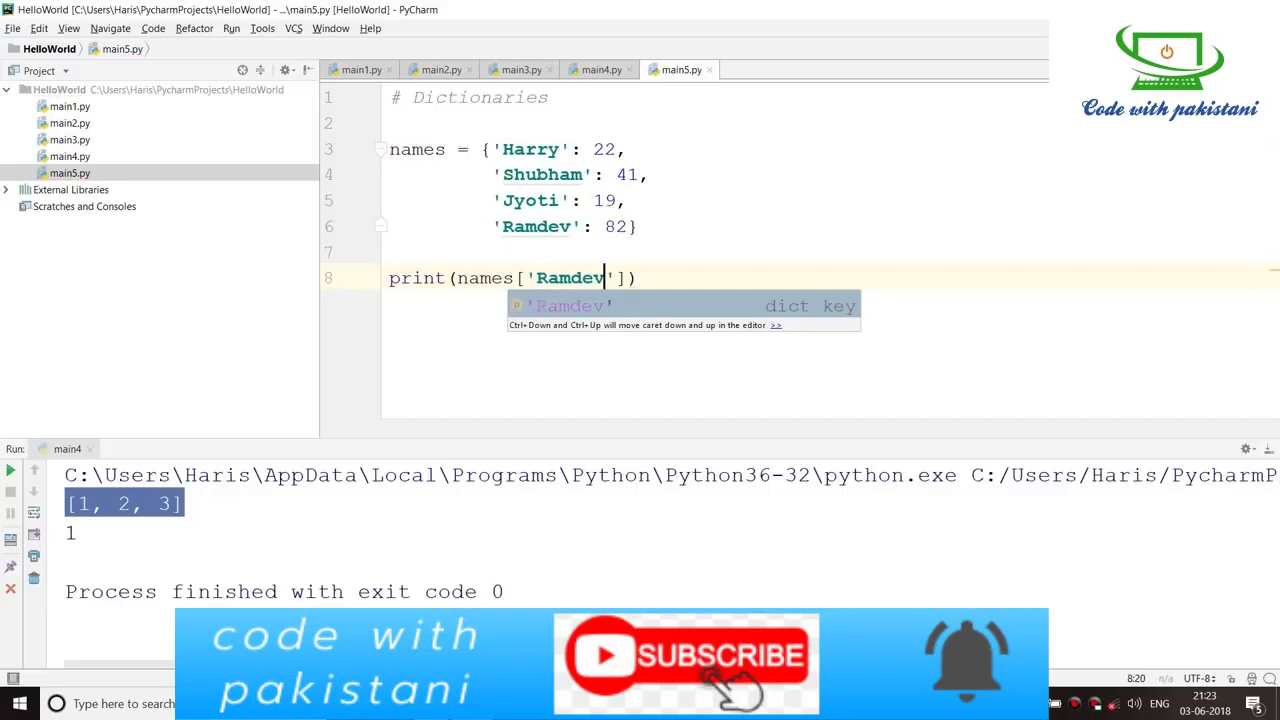 HelloWorld [C:\Users\Haris\PycharmProjects\HelloWorld] - ...\main5.py [HelloWorld] - PyCharm
File Edit View Navigate Code Refactor Run Tools VCS Window Help
HelloWorld main5.py
Project
main1.py main2.py main3.py main4.py main5.py
HelloWorld C:\Users\Haris\PycharmProjects\HelloWorld
main1.py
main2.py
main3.py
main4.py
main5.py
External Libraries
Scratches and Consoles
1 # Dictionaries
2
3 names = {'Harry': 22,
4 'Shubham': 41,
5 'Jyoti': 19,
6 'Ramdev': 82}
7
8 print(names['Ramdev'])
p 'Ramdev' dict key
Ctrl+Down and Ctrl+Up will move caret down and up in the editor. >>
Code with pakistani
Run: main4
C:\Users\Haris\AppData\Local\Programs\Python\Python36-32\python.exe C:/Users/Haris/PycharmP
[1, 2, 3]
1
Process finished with exit code 0
code with
pakistani
SUBSCRIBE
8:20 n/a UTF-8
Type here to search
ENG
21:23
03-06-2018
5